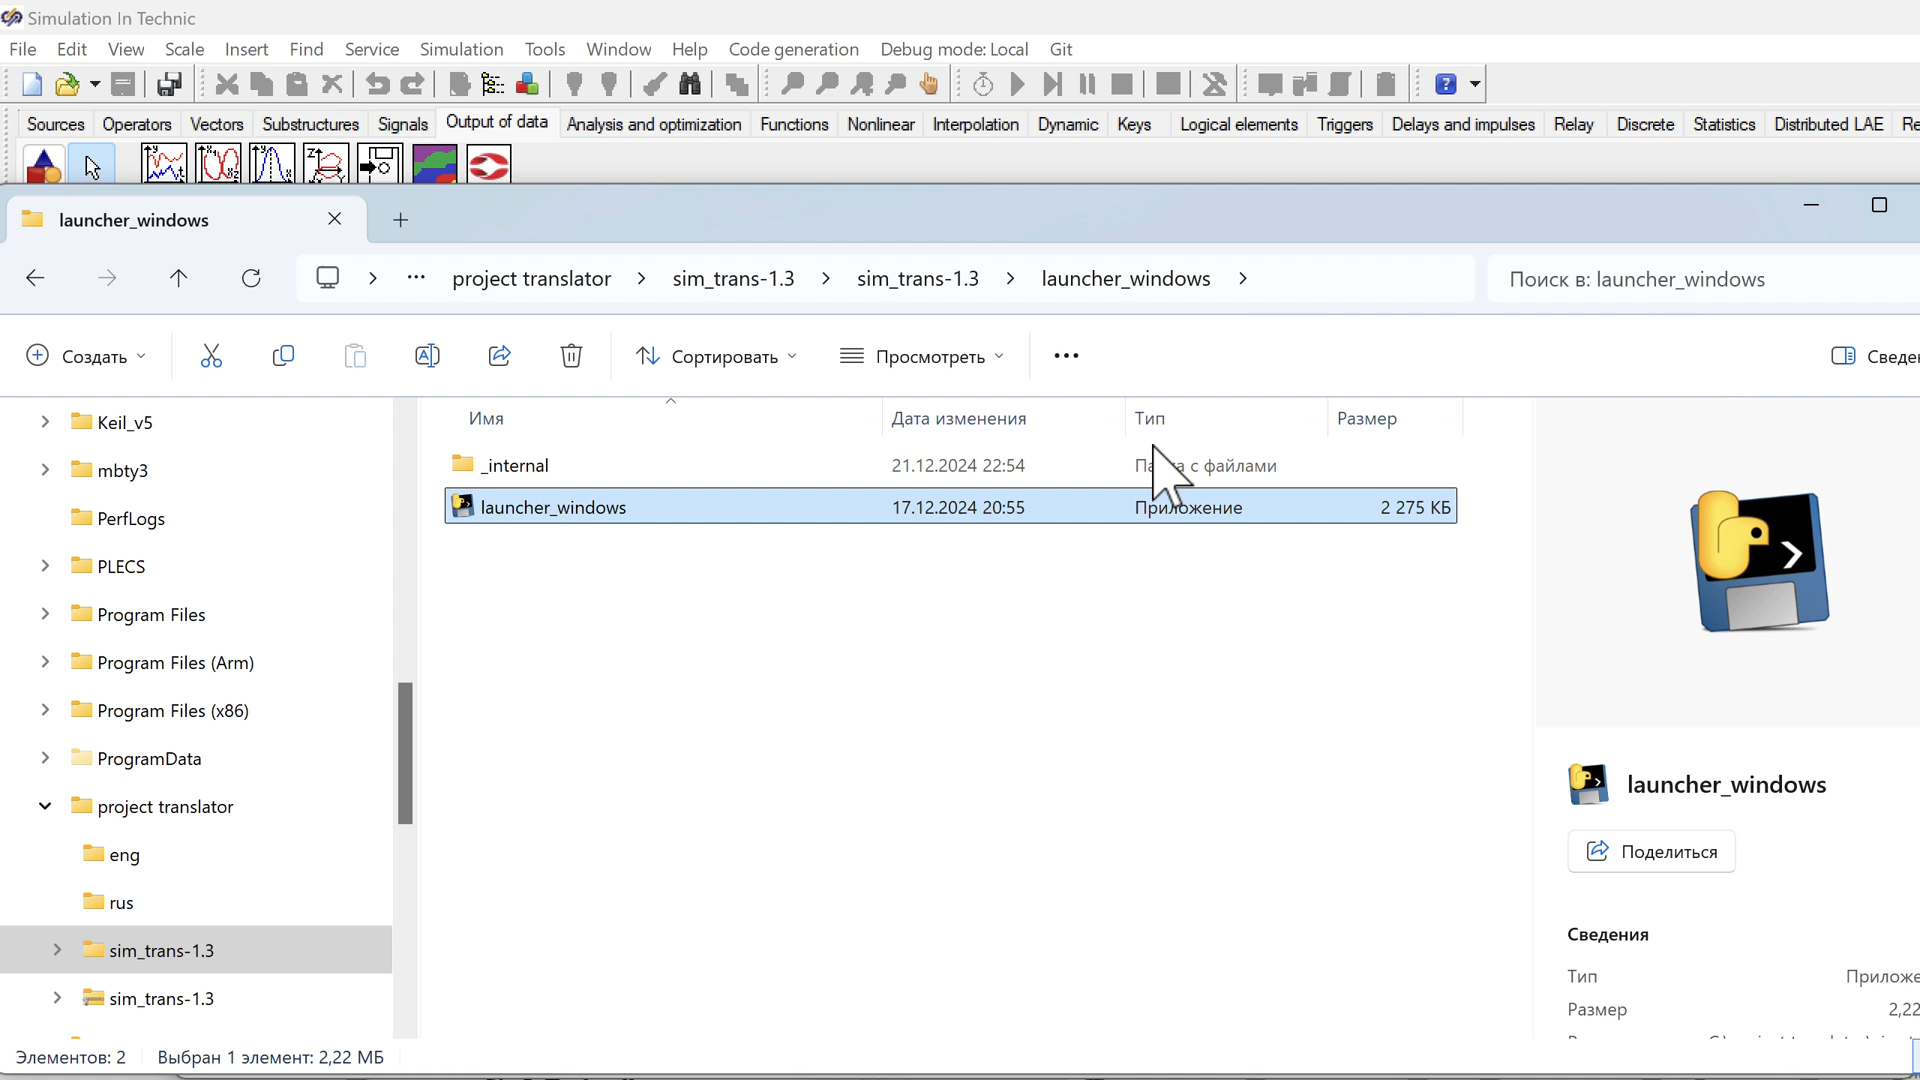 Simulation In Technic
File Edit View Scale Insert Find Service Simulation Tools Window Help Code generation Debug mode: Local Git
Sources Operators Vectors Substructures Signals Output of data Analysis and optimization Functions Nonlinear Interpolation Dynamic Keys Logical elements Triggers Delays and impulses Relay Discrete Statistics Distributed LAE
launcher_windows
project translator > sim_trans-1.3 > sim_trans-1.3 > launcher_windows >
Поиск в: launcher_windows
Создать Сортировать Просмотреть
Имя Дата изменения Тип Размер
_internal 21.12.2024 22:54 с файлами
launcher_windows 17.12.2024 20:55 Приложение 2 275 КБ
Keil_v5
mbty3
PerfLogs
PLECS
Program Files
Program Files (Arm)
Program Files (x86)
ProgramData
project translator
eng
rus
sim_trans-1.3
sim_trans-1.3
launcher_windows
Поделиться
Сведения
Тип Приложе
Размер 2,22
Элементов: 2 Выбран 1 элемент: 2,22 МБ